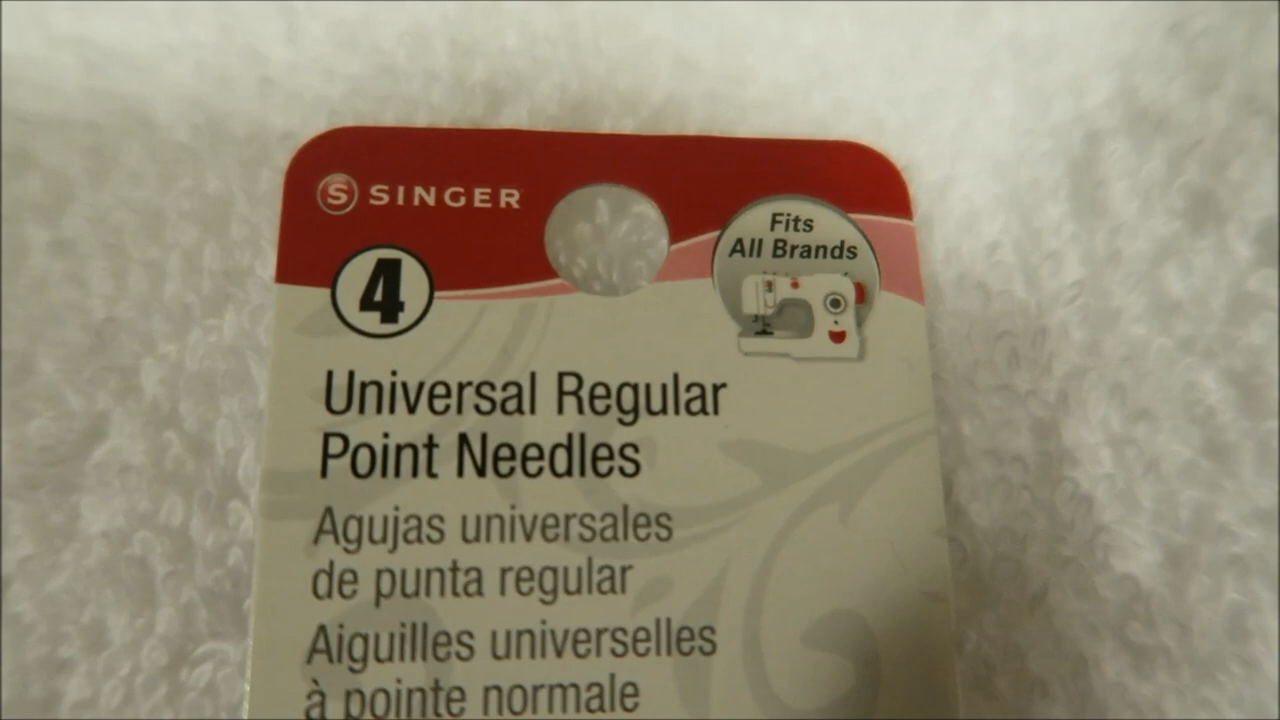 S SINGER
Fits
All Brands
4
Universal Regular
Point Needles
Agujas universales
de punta regular
Aiguilles universelles
à pointe normale